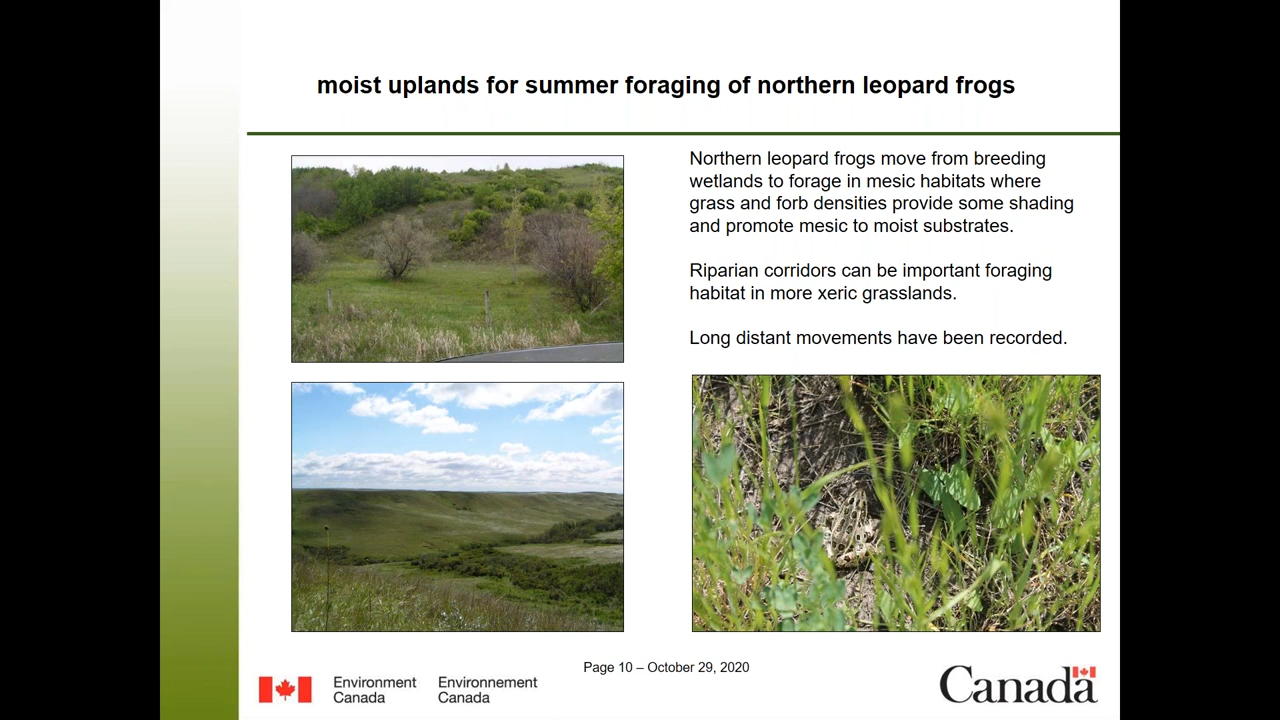 moist uplands for summer foraging of northern leopard frogs
Northern leopard frogs move from breeding
wetlands to forage in mesic habitats where
grass and forb densities provide some shading
and promote mesic to moist substrates.
Riparian corridors can be important foraging
habitat in more xeric grasslands.
Long distant movements have been recorded.
Page 10 – October 29, 2020
Environment
Canada
Environnement
Canada
Canada